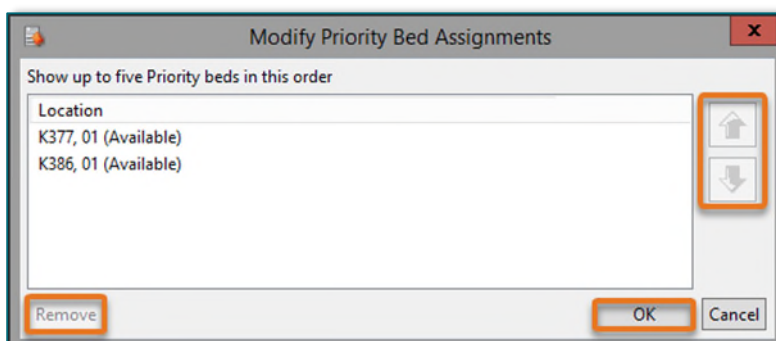 Modify Priority Bed Assignments
x
Show up to five Priority beds in this order
Location
K377, 01 (Available)
K386, 01 (Available)
Remove
OK
Cancel